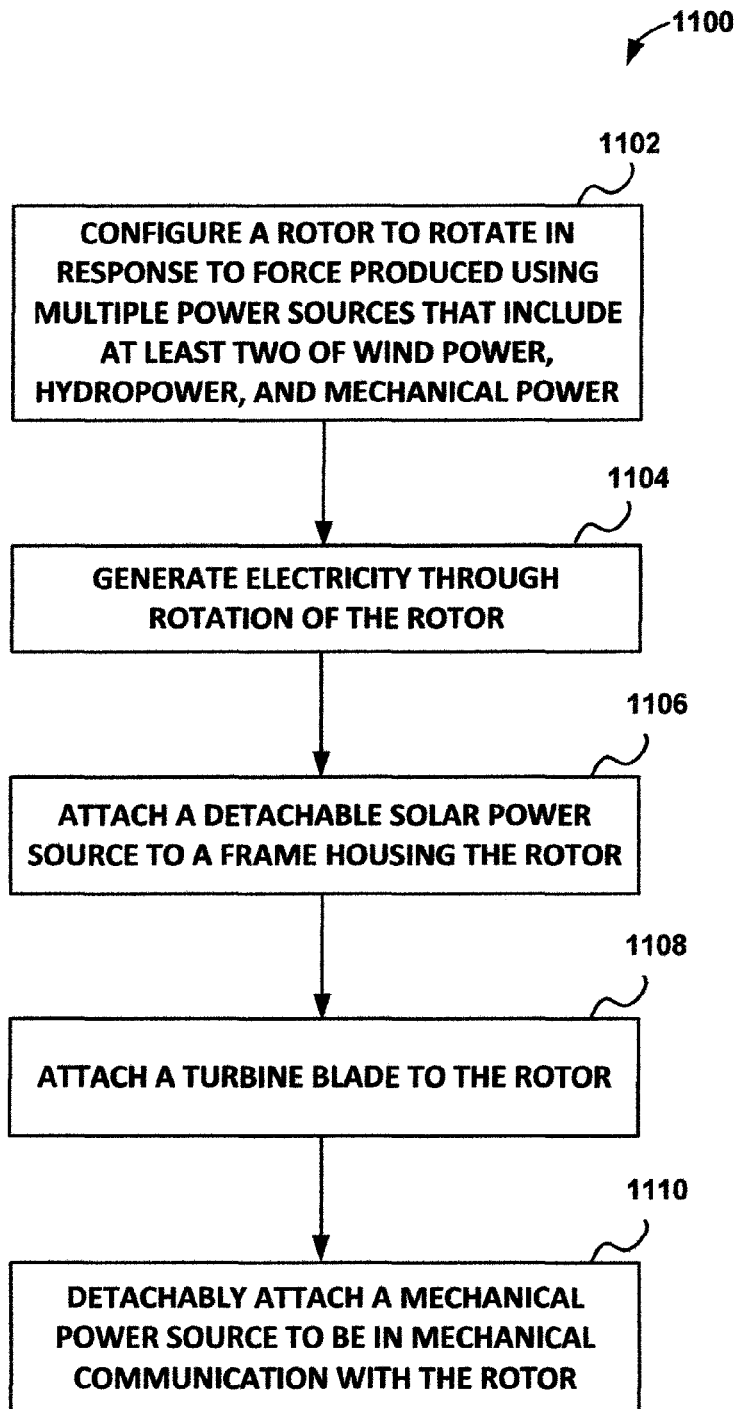 1100
1102
CONFIGURE A ROTOR TO ROTATE IN
RESPONSE TO FORCE PRODUCED USING
MULTIPLE POWER SOURCES THAT INCLUDE
AT LEAST TWO OF WIND POWER,
HYDROPOWER, AND MECHANICAL POWER
1104
GENERATE ELECTRICITY THROUGH
ROTATION OF THE ROTOR
1106
ATTACH A DETACHABLE SOLAR POWER
SOURCE TO A FRAME HOUSING THE ROTOR
1108
ATTACH A TURBINE BLADE TO THE ROTOR
1110
DETACHABLY ATTACH A MECHANICAL
POWER SOURCE TO BE IN MECHANICAL
COMMUNICATION WITH THE ROTOR